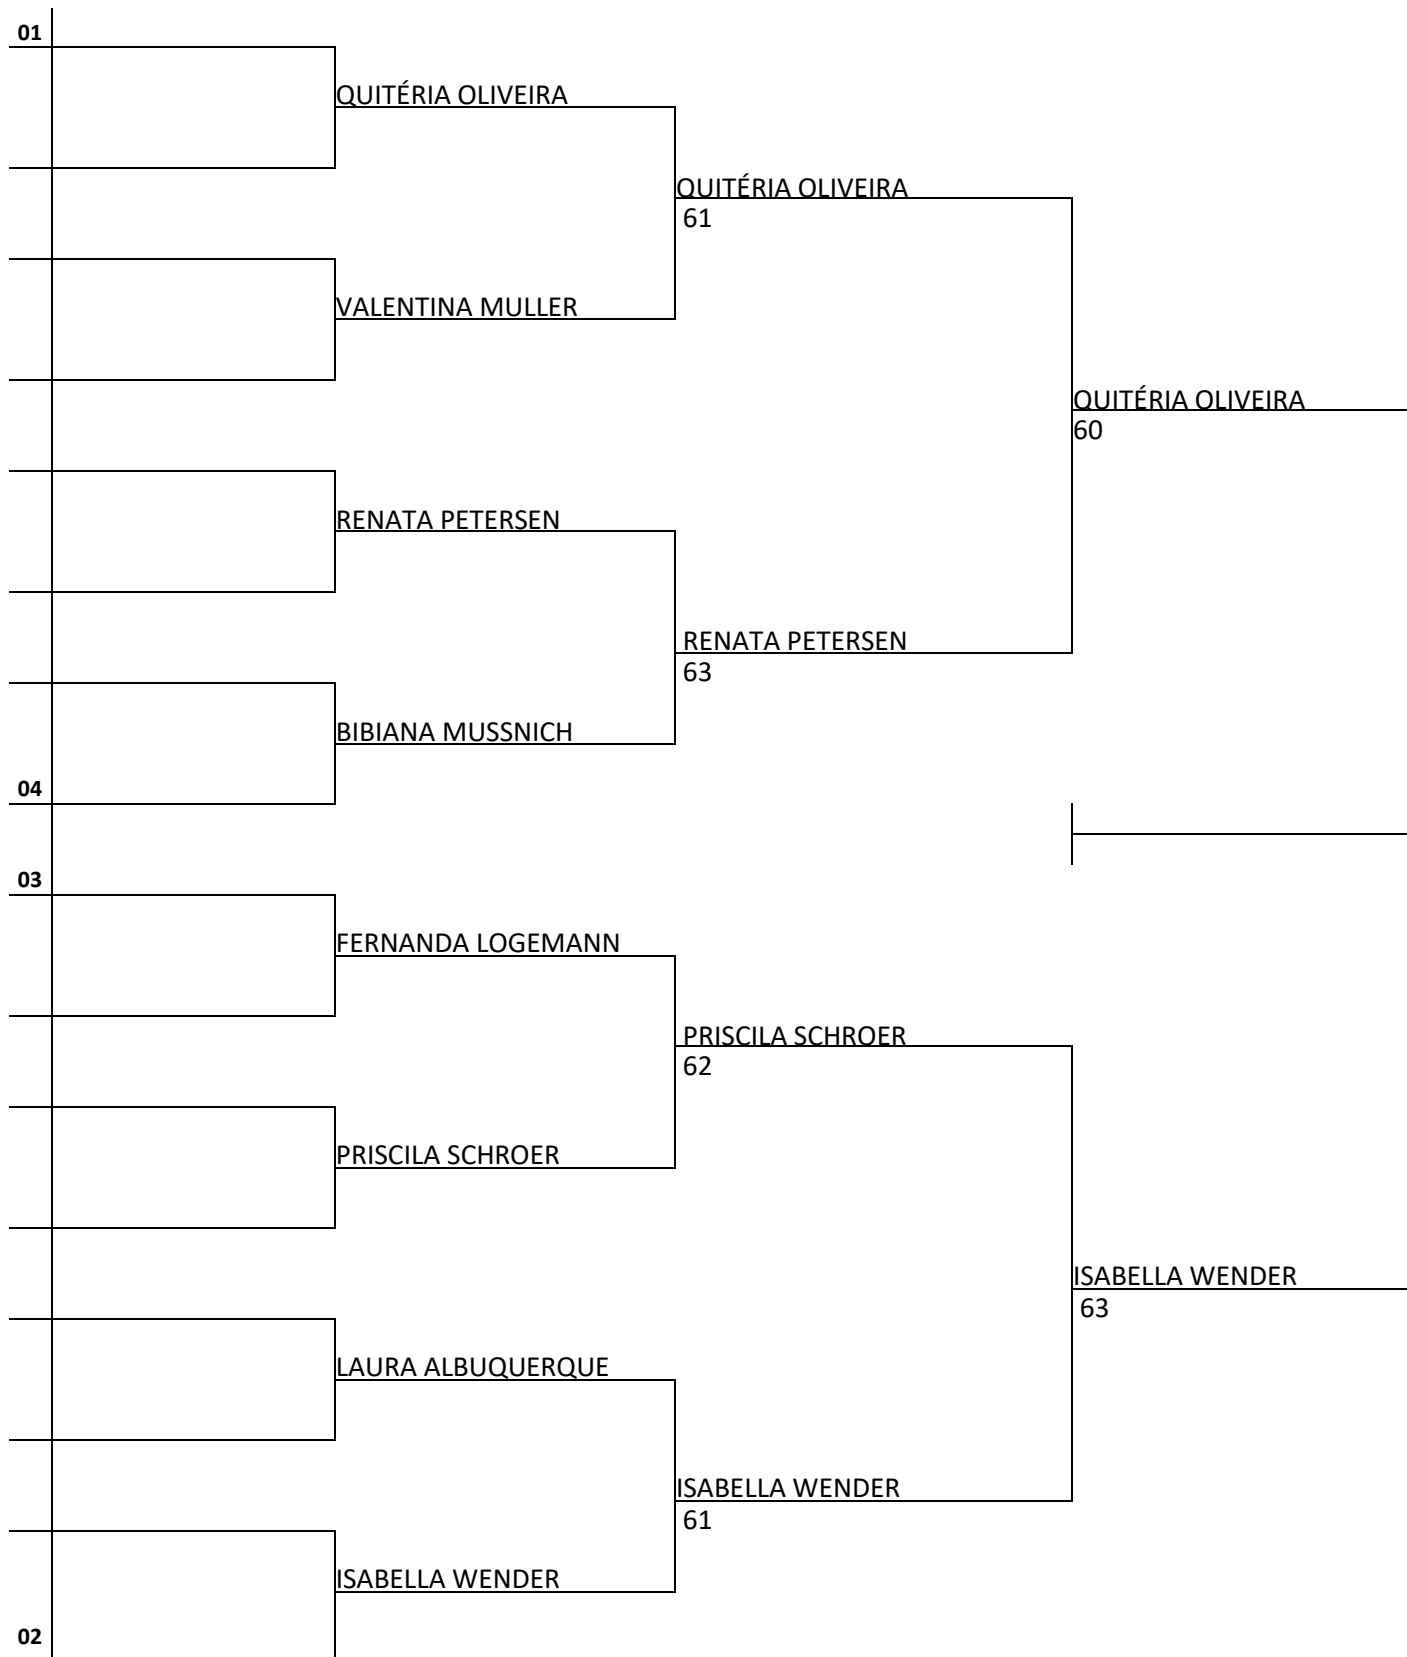 01
QUITÉRIA OLIVEIRA
QUITÉRIA OLIVEIRA
61
VALENTINA MULLER
QUITÉRIA OLIVEIRA
60
RENATA PETERSEN
RENATA PETERSEN
63
BIBIANA MUSSNICH
04
03
FERNANDA LOGEMANN
PRISCILA SCHROER
62
PRISCILA SCHROER
ISABELLA WENDER
63
LAURA ALBUQUERQUE
ISABELLA WENDER
61
ISABELLA WENDER
02